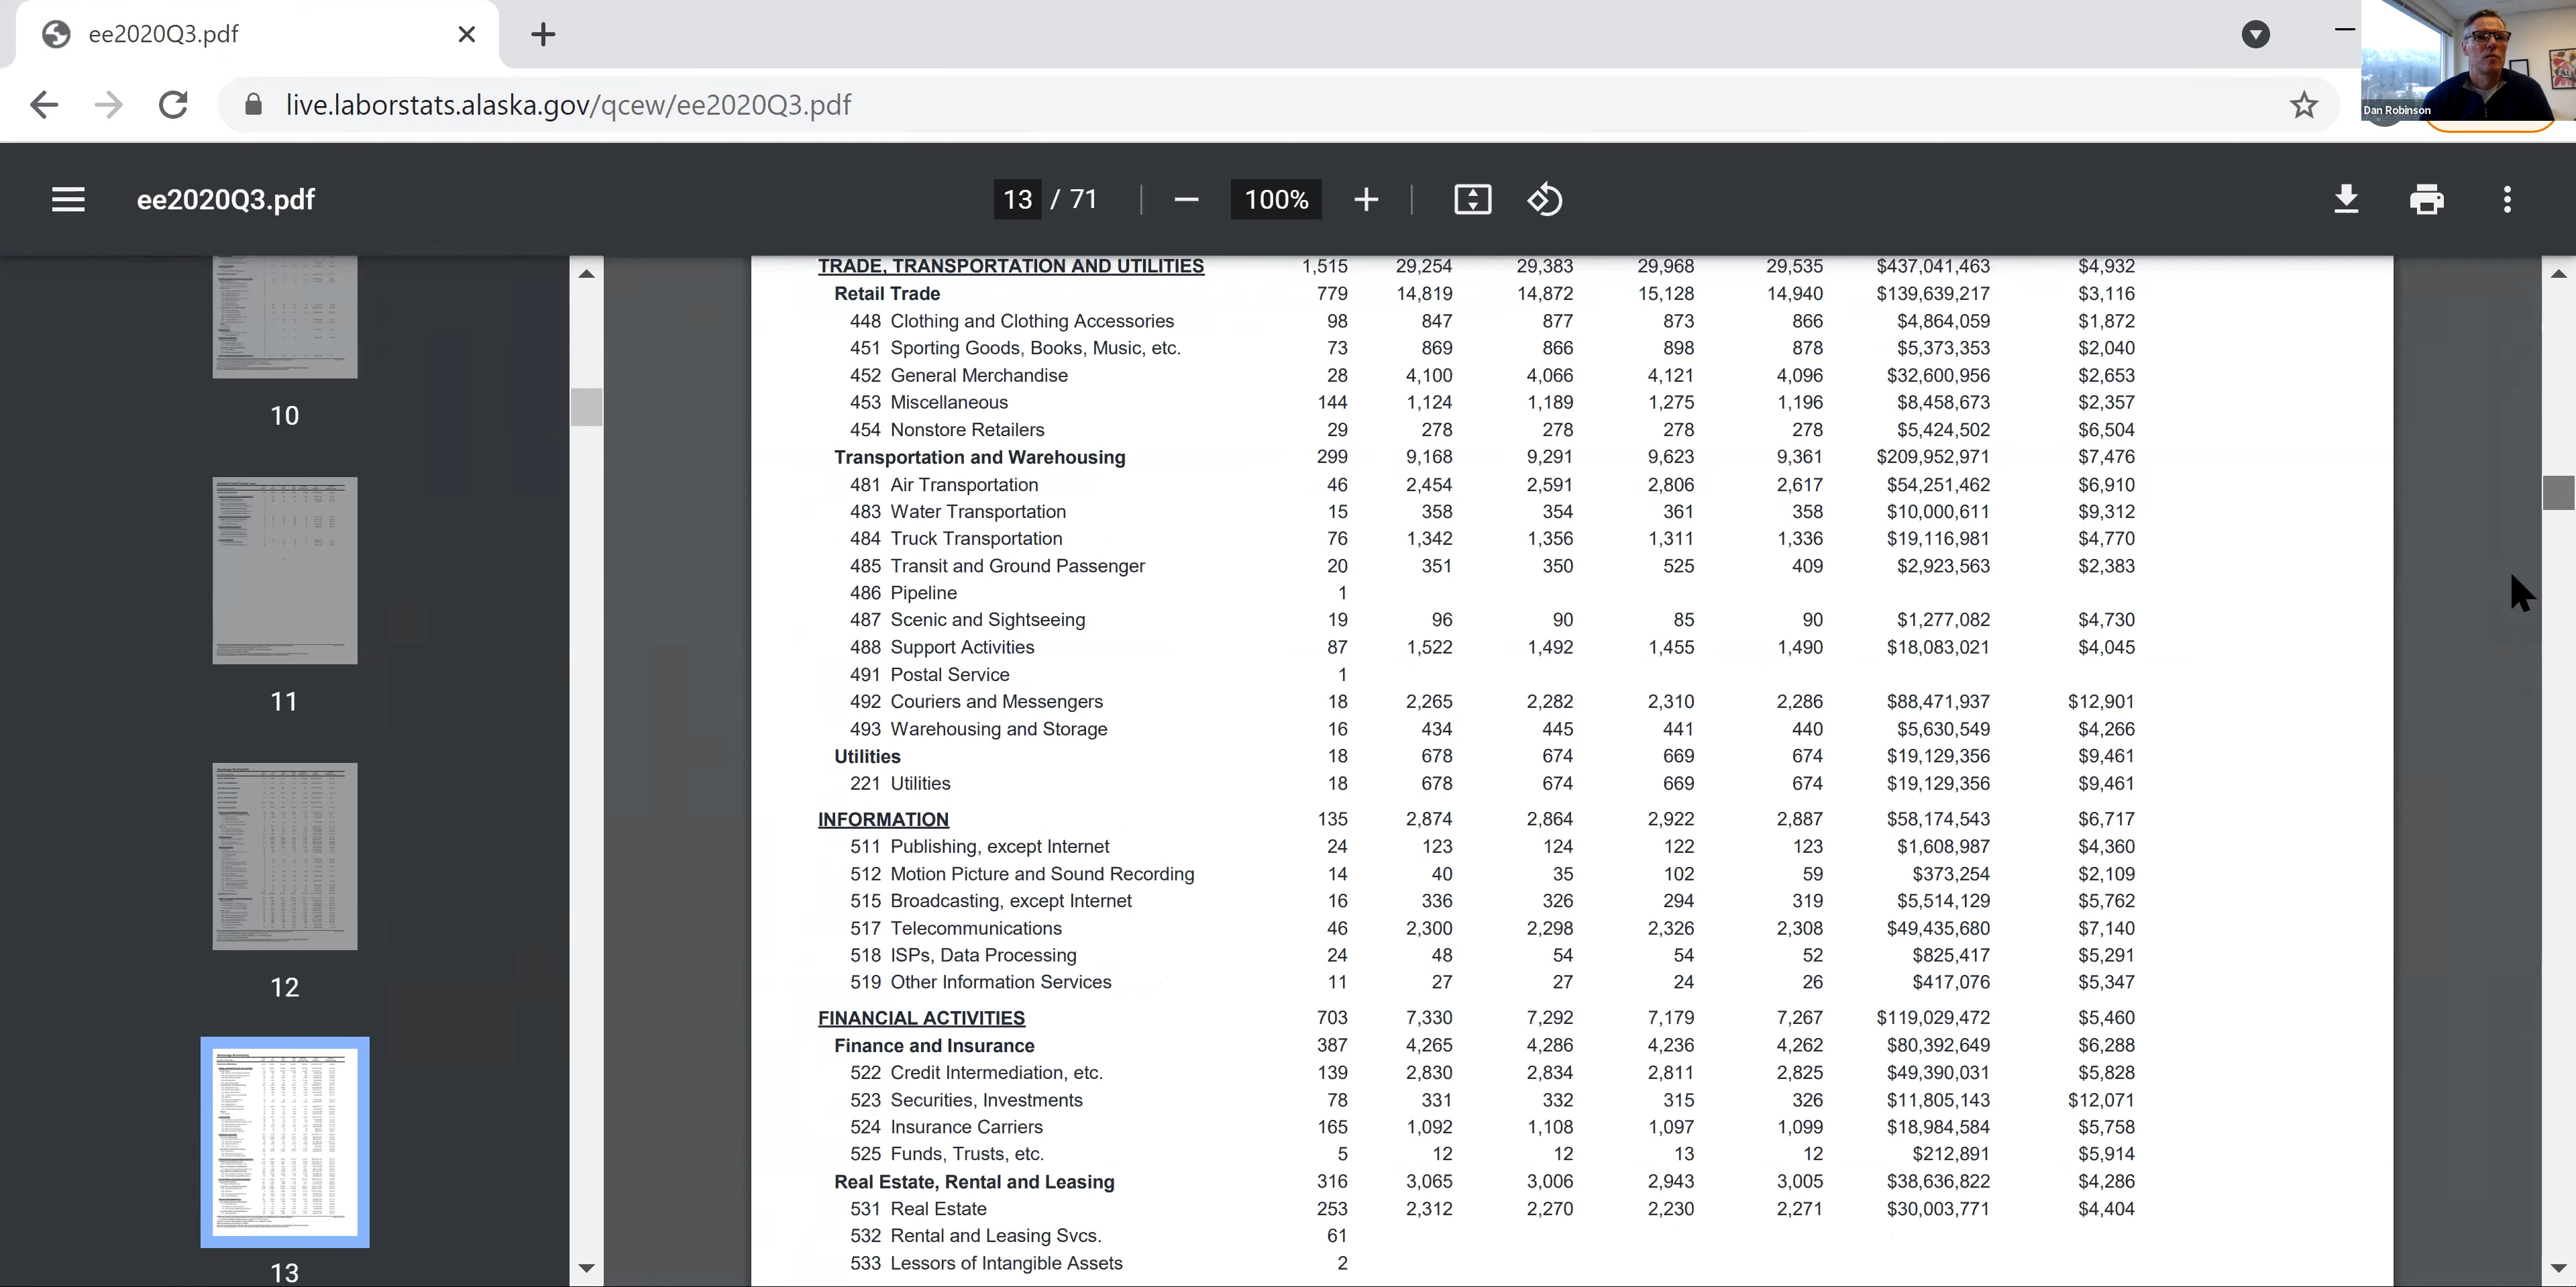 ee2020Q3.pdf
live.laborstats.alaska.gov/qcew/ee2020Q3.pdf
Dan Robinson
ee2020Q3.pdf 13 / 71 100%
10
11
12
13
TRADE, TRANSPORTATION AND UTILITIES 1,515 29,254 29,383 29,968 29,535 $437,041,463 $4,932
Retail Trade 779 14,819 14,872 15,128 14,940 $139,639,217 $3,116
448 Clothing and Clothing Accessories 98 847 877 873 866 $4,864,059 $1,872
451 Sporting Goods, Books, Music, etc. 73 869 866 898 878 $5,373,353 $2,040
452 General Merchandise 28 4,100 4,066 4,121 4,096 $32,600,956 $2,653
453 Miscellaneous 144 1,124 1,189 1,275 1,196 $8,458,673 $2,357
454 Nonstore Retailers 29 278 278 278 278 $5,424,502 $6,504
Transportation and Warehousing 299 9,168 9,291 9,623 9,361 $209,952,971 $7,476
481 Air Transportation 46 2,454 2,591 2,806 2,617 $54,251,462 $6,910
483 Water Transportation 15 358 354 361 358 $10,000,611 $9,312
484 Truck Transportation 76 1,342 1,356 1,311 1,336 $19,116,981 $4,770
485 Transit and Ground Passenger 20 351 350 525 409 $2,923,563 $2,383
486 Pipeline 1
487 Scenic and Sightseeing 19 96 90 85 90 $1,277,082 $4,730
488 Support Activities 87 1,522 1,492 1,455 1,490 $18,083,021 $4,045
491 Postal Service 1
492 Couriers and Messengers 18 2,265 2,282 2,310 2,286 $88,471,937 $12,901
493 Warehousing and Storage 16 434 445 441 440 $5,630,549 $4,266
Utilities 18 678 674 669 674 $19,129,356 $9,461
221 Utilities 18 678 674 669 674 $19,129,356 $9,461
INFORMATION 135 2,874 2,864 2,922 2,887 $58,174,543 $6,717
511 Publishing, except Internet 24 123 124 122 123 $1,608,987 $4,360
512 Motion Picture and Sound Recording 14 40 35 102 59 $373,254 $2,109
515 Broadcasting, except Internet 16 336 326 294 319 $5,514,129 $5,762
517 Telecommunications 46 2,300 2,298 2,326 2,308 $49,435,680 $7,140
518 ISPs, Data Processing 24 48 54 54 52 $825,417 $5,291
519 Other Information Services 11 27 27 24 26 $417,076 $5,347
FINANCIAL ACTIVITIES 703 7,330 7,292 7,179 7,267 $119,029,472 $5,460
Finance and Insurance 387 4,265 4,286 4,236 4,262 $80,392,649 $6,288
522 Credit Intermediation, etc. 139 2,830 2,834 2,811 2,825 $49,390,031 $5,828
523 Securities, Investments 78 331 332 315 326 $11,805,143 $12,071
524 Insurance Carriers 165 1,092 1,108 1,097 1,099 $18,984,584 $5,758
525 Funds, Trusts, etc. 5 12 12 13 12 $212,891 $5,914
Real Estate, Rental and Leasing 316 3,065 3,006 2,943 3,005 $38,636,822 $4,286
531 Real Estate 253 2,312 2,270 2,230 2,271 $30,003,771 $4,404
532 Rental and Leasing Svcs. 61
533 Lessors of Intangible Assets 2